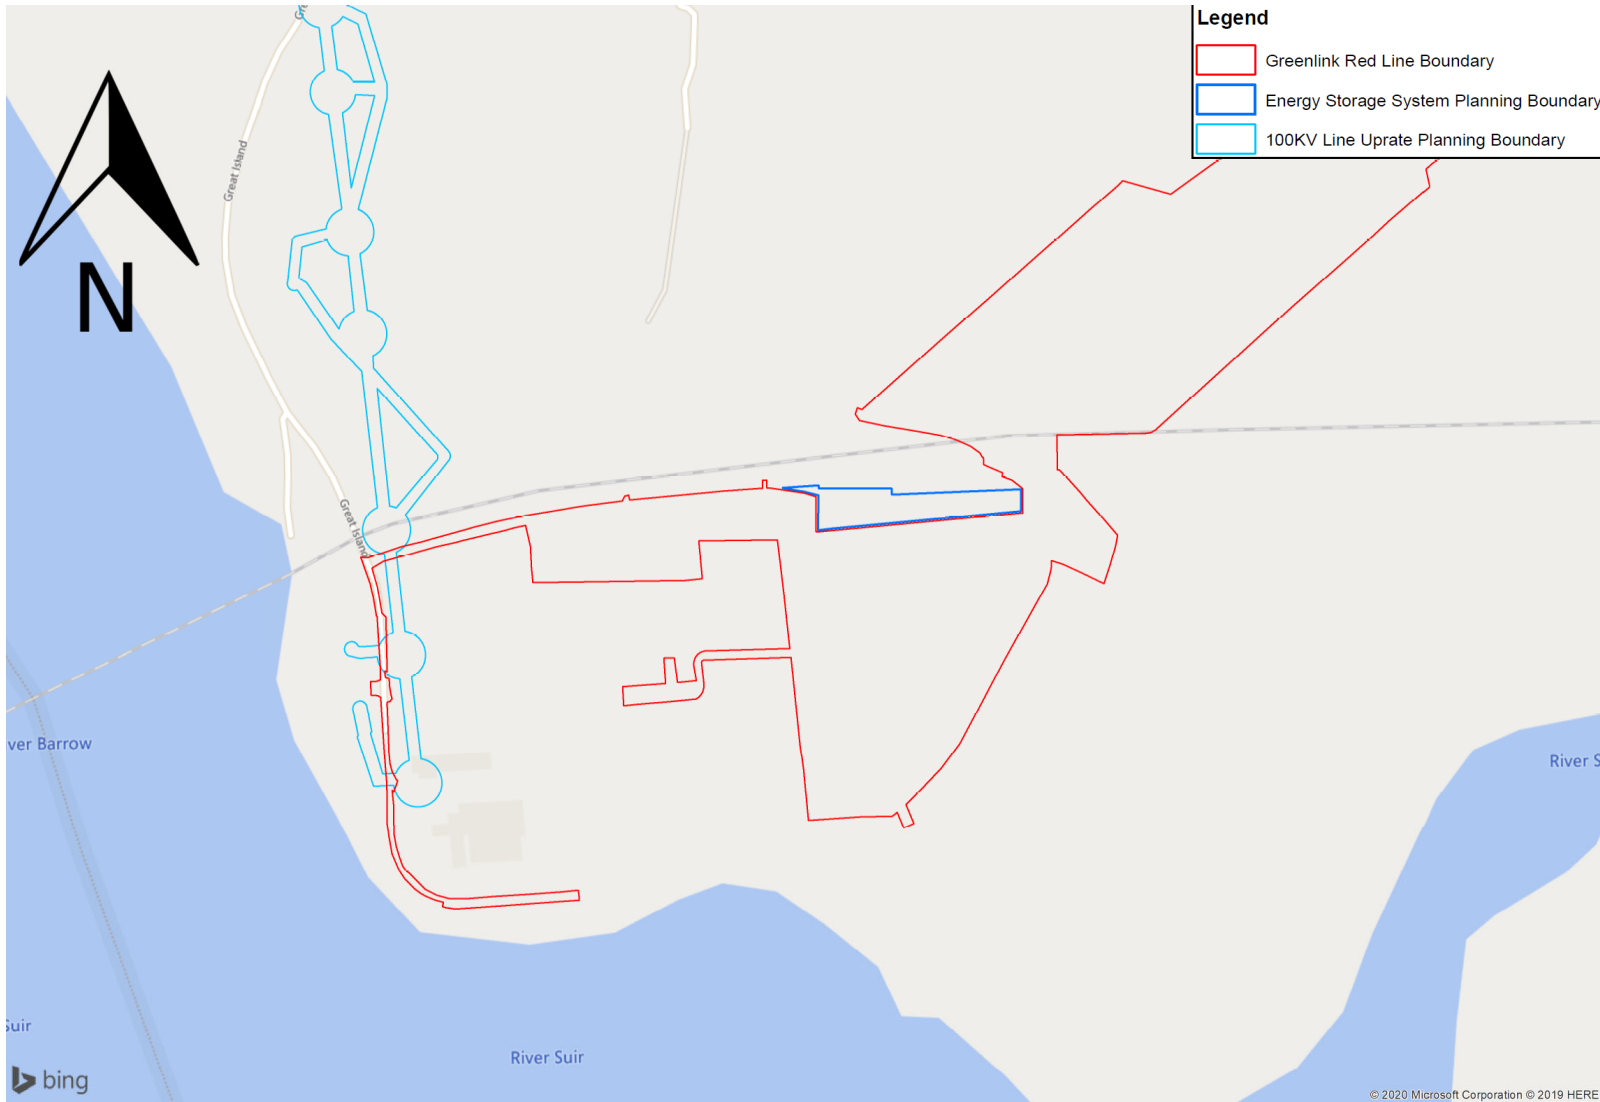 Legend
Greenlink Red Line Boundary
Energy Storage System Planning Boundary
100KV Line Uprate Planning Boundary
Gre
Great Island
N
Great Island
ver Barrow
River S
Suir
River Suir
bing
© 2020 Microsoft Corporation © 2019 HERE